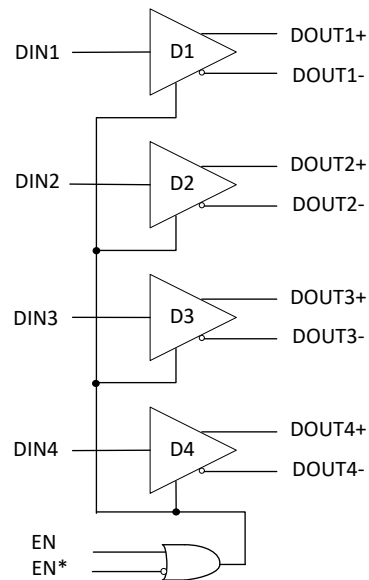 DIN1
D1
DOUT1+
DOUT1-
DIN2
D2
DOUT2+
DOUT2-
DIN3
D3
DOUT3+
DOUT3-
DIN4
D4
DOUT4+
DOUT4-
EN
EN*